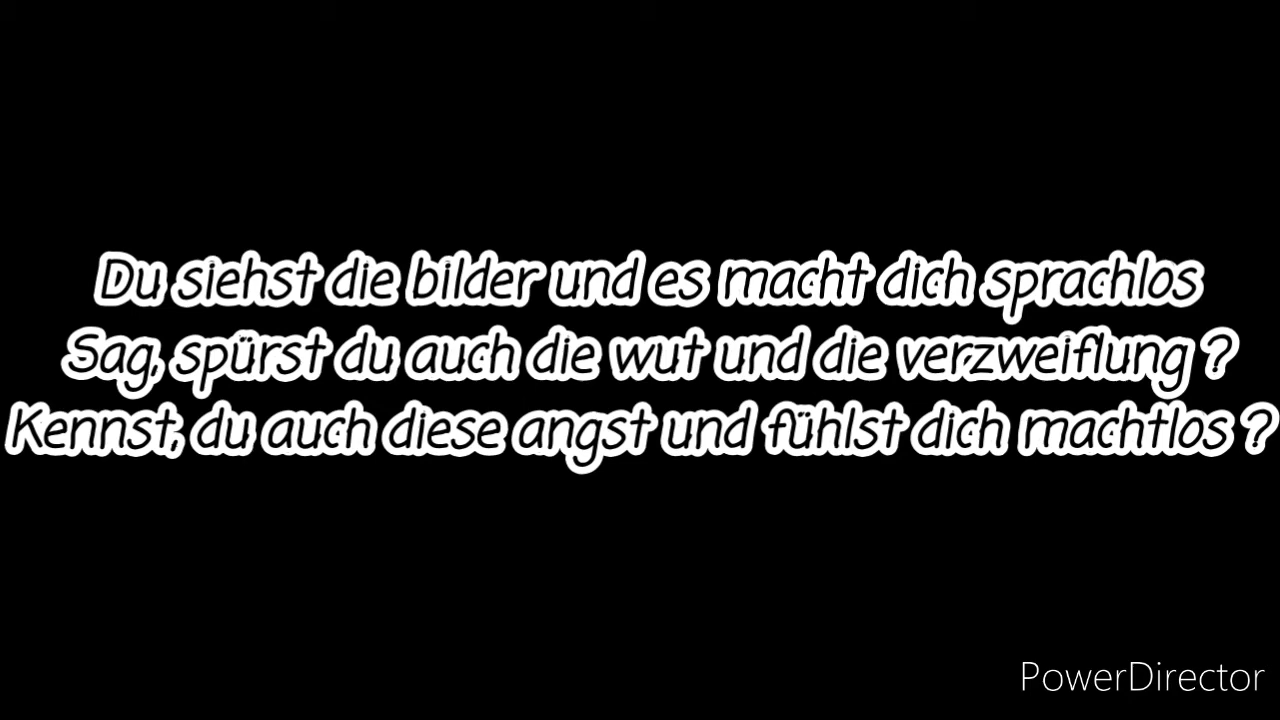 Du siehst die bilder und es macht dich sprachlos
Sag, spürst du auch die wut und die verzweiflung ?
Kennst, du auch diese angst und fühlst dich machtlos ?
PowerDirector